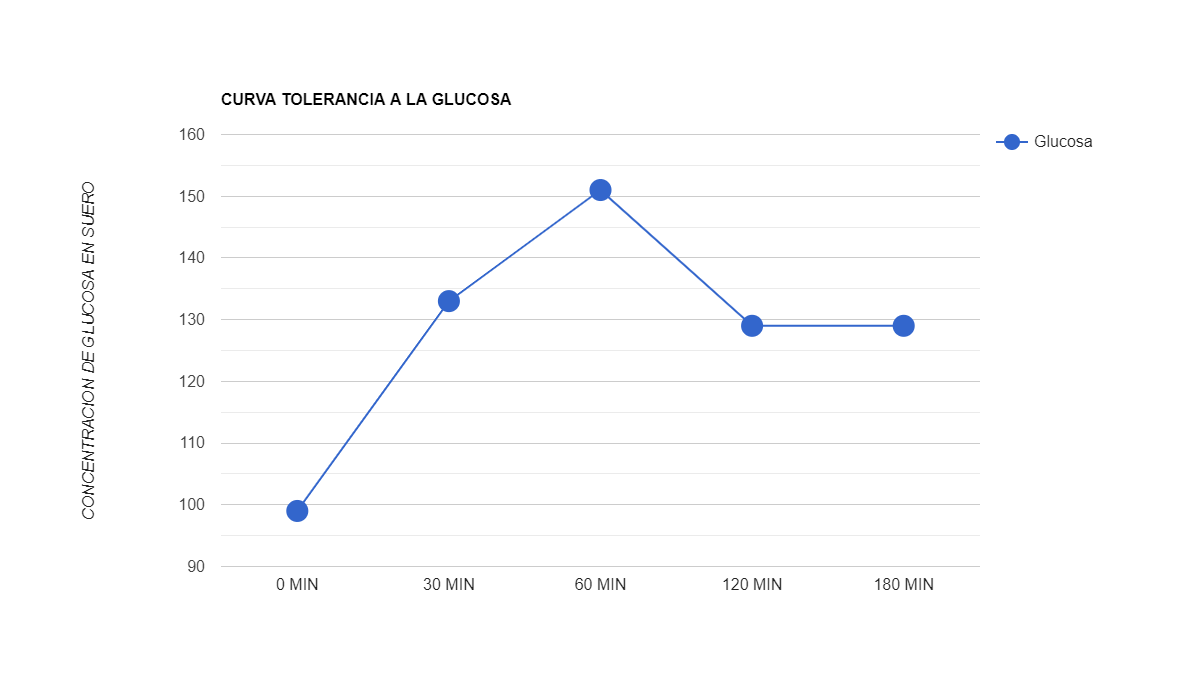 CURVA TOLERANCIA A LA GLUCOSA
Glucosa
CONCENTRACION DE GLUCOSA EN SUERO
160
150
140
130
120
110
100
90
0 MIN
30 MIN
60 MIN
120 MIN
180 MIN